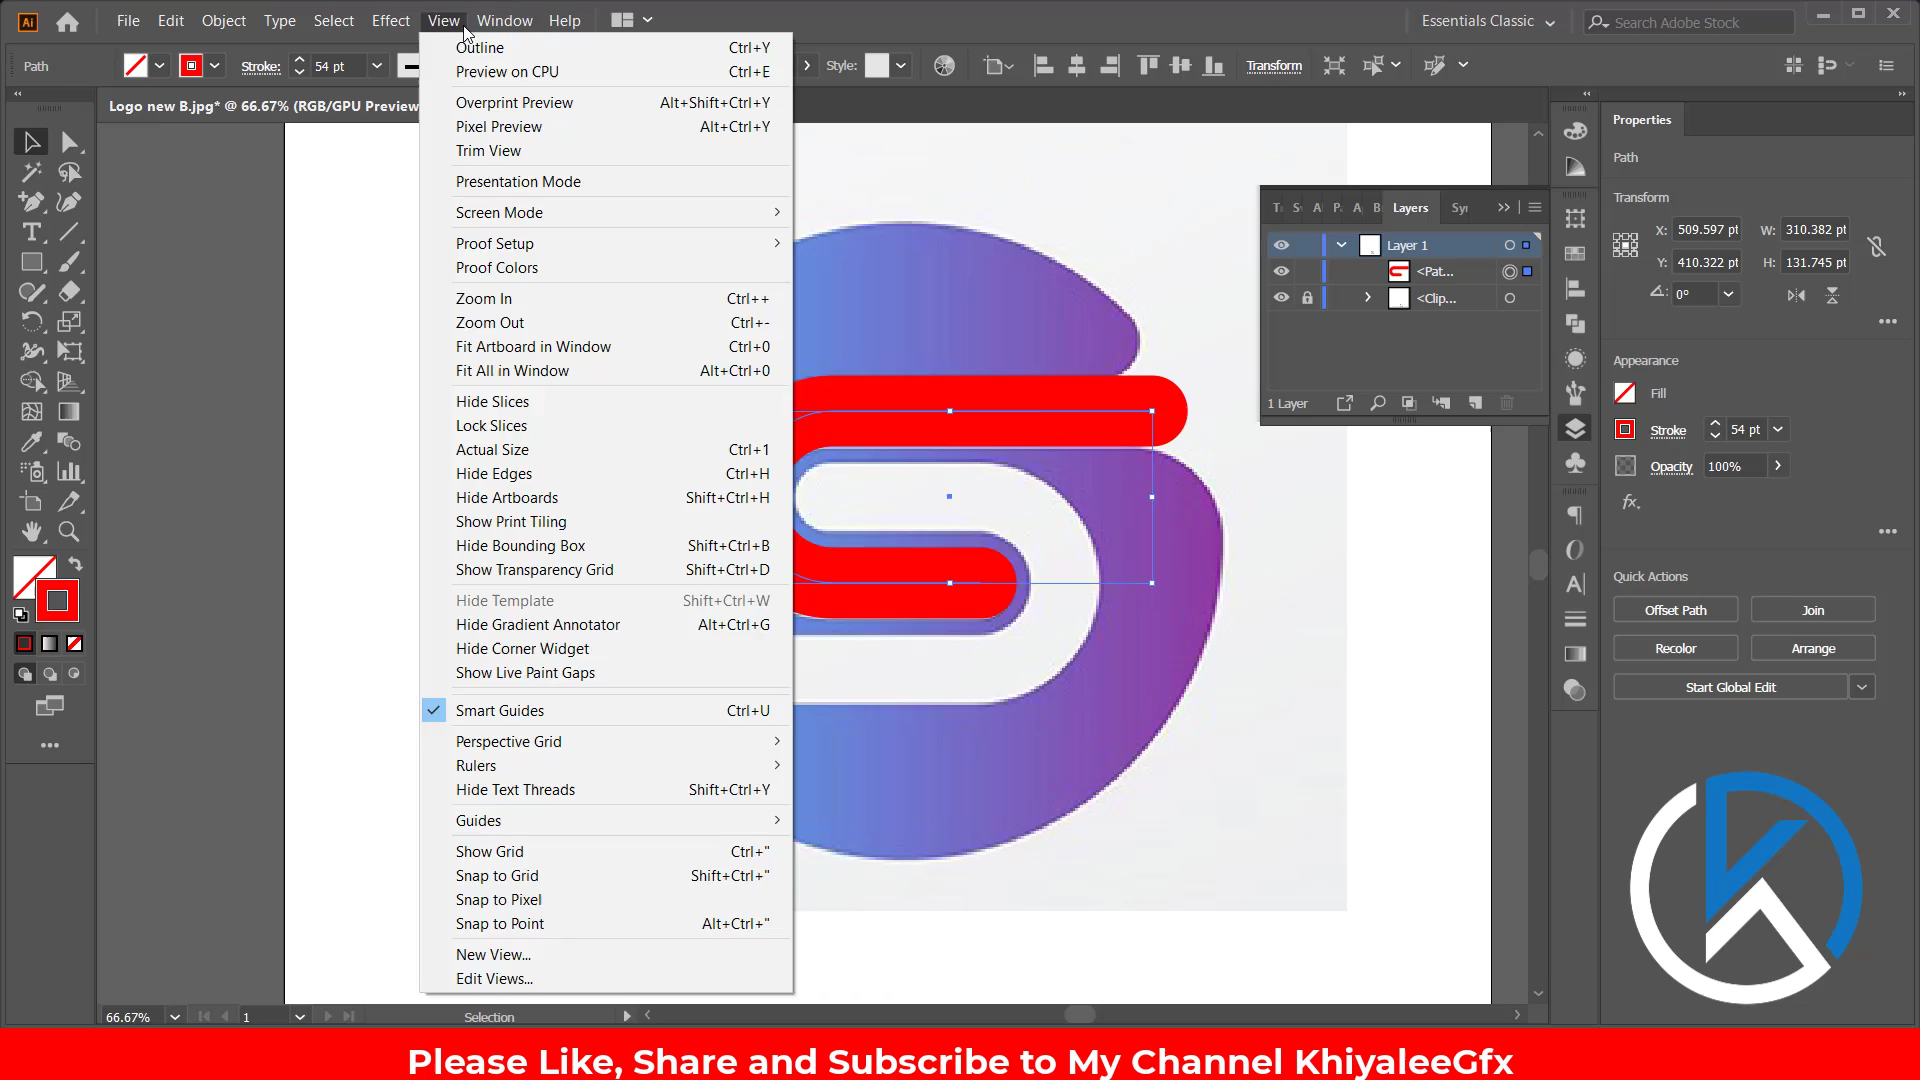 Ai File Edit Object Type Select Effect View Window Help Essentials Classic Search Adobe Stock
Path Stroke: 54 pt Style: Transform
Logo new B.jpg* @ 66.67% (RGB/GPU Preview
Outline Ctrl+Y
Preview on CPU Ctrl+E
Overprint Preview Alt+Shift+Ctrl+Y
Pixel Preview Alt+Ctrl+Y
Trim View
Presentation Mode
Screen Mode
Proof Setup
Proof Colors
Zoom In Ctrl++
Zoom Out Ctrl+-
Fit Artboard in Window Ctrl+0
Fit All in Window Alt+Ctrl+0
Hide Slices
Lock Slices
Actual Size Ctrl+1
Hide Edges Ctrl+H
Hide Artboards Shift+Ctrl+H
Show Print Tiling
Hide Bounding Box Shift+Ctrl+B
Show Transparency Grid Shift+Ctrl+D
Hide Template Shift+Ctrl+W
Hide Gradient Annotator Alt+Ctrl+G
Hide Corner Widget
Show Live Paint Gaps
Smart Guides Ctrl+U
Perspective Grid
Rulers
Hide Text Threads Shift+Ctrl+Y
Guides
Show Grid Ctrl+"
Snap to Grid Shift+Ctrl+"
Snap to Pixel
Snap to Point Alt+Ctrl+"
New View...
Edit Views...
Layers
Layer 1
<Pat...
<Clip...
1 Layer
Properties
Path
Transform
X: 509.597 pt W: 310.382 pt
Y: 410.322 pt H: 131.745 pt
0°
Appearance
Fill
Stroke 54 pt
Opacity 100%
fx
Quick Actions
Offset Path Join
Recolor Arrange
Start Global Edit
66.67% 1 Selection
Please Like, Share and Subscribe to My Channel KhiyaleeGfx